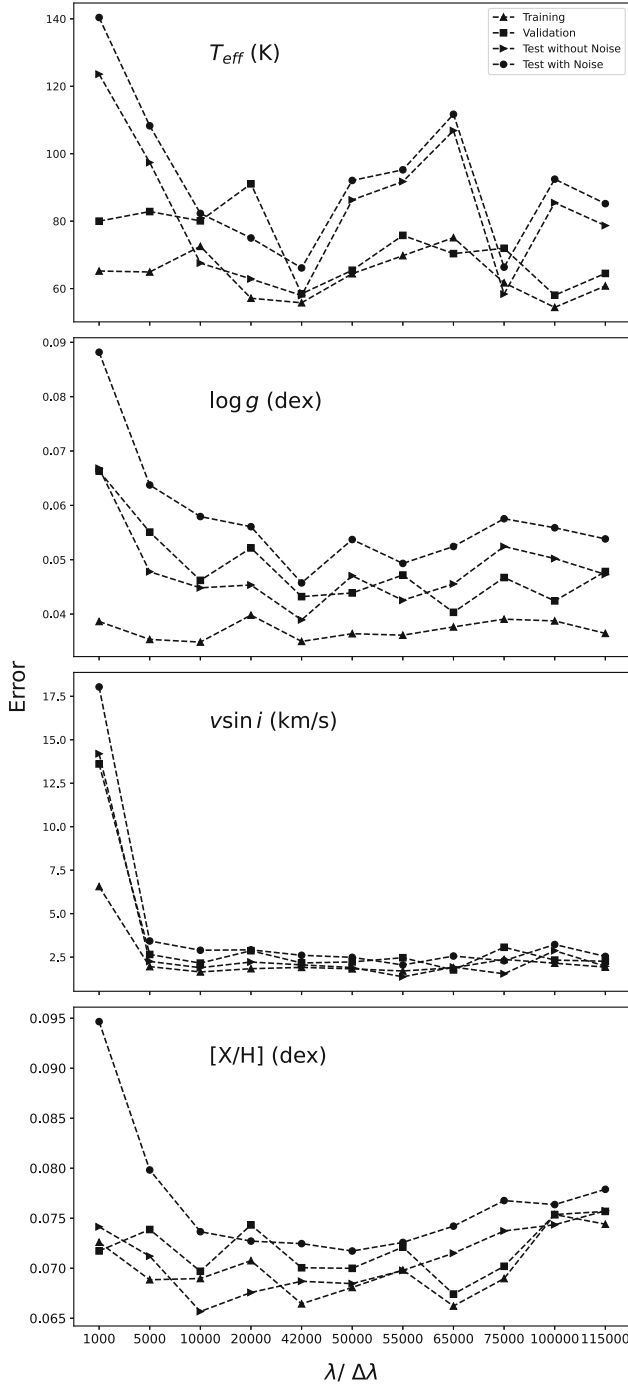 T_eff (K)
Training
Validation
Test without Noise
Test with Noise
140
120
100
80
60
log g (dex)
0.09
0.08
0.07
0.06
0.05
0.04
Error
v sin i (km/s)
17.5
15.0
12.5
10.0
7.5
5.0
2.5
[X/H] (dex)
0.095
0.090
0.085
0.080
0.075
0.070
0.065
1000 5000 10000 20000 42000 50000 55000 65000 75000 100000 115000
λ/ Δλ